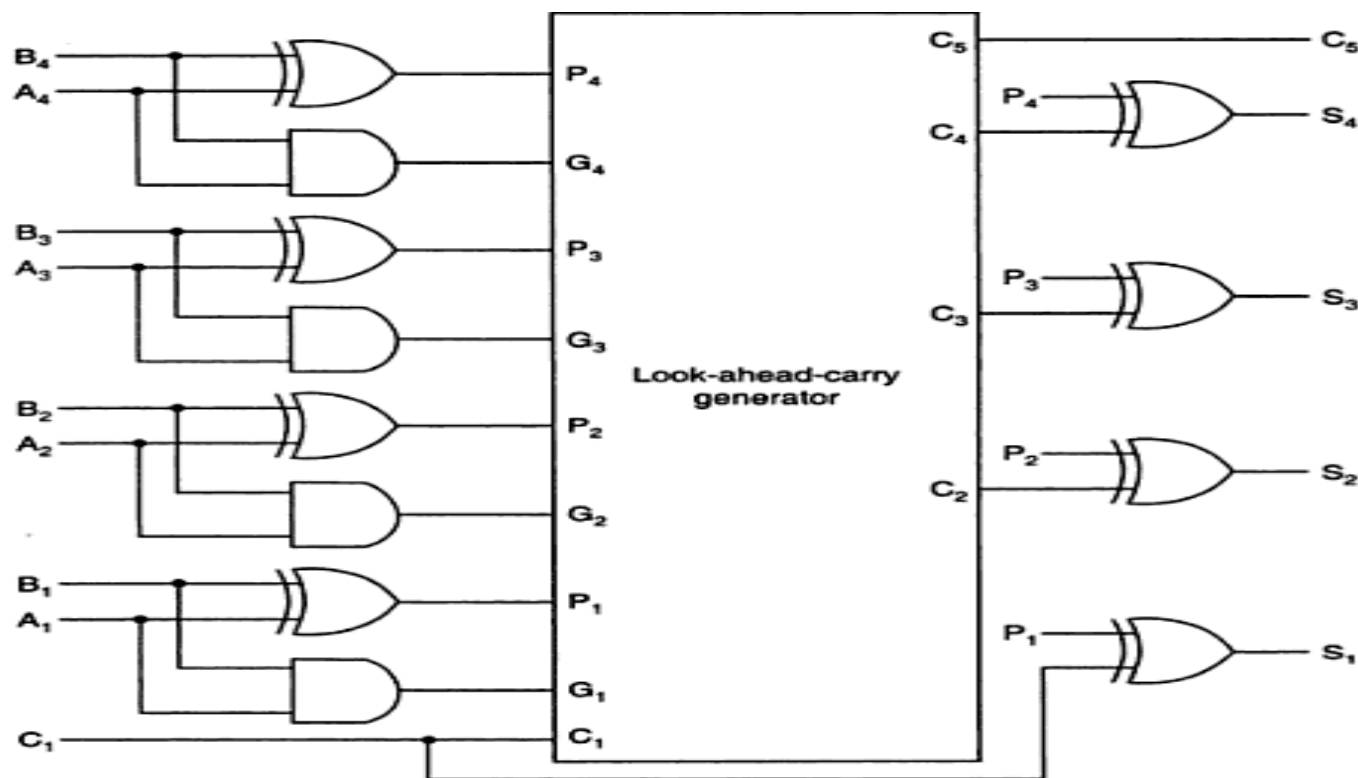 B₄
A₄
P₄
G₄
B₃
A₃
P₃
G₃
B₂
A₂
P₂
G₂
B₁
A₁
P₁
G₁
C₁
C₁
Look-ahead-carry
generator
C₅
C₅
P₄
C₄
S₄
P₃
C₃
S₃
P₂
C₂
S₂
P₁
S₁